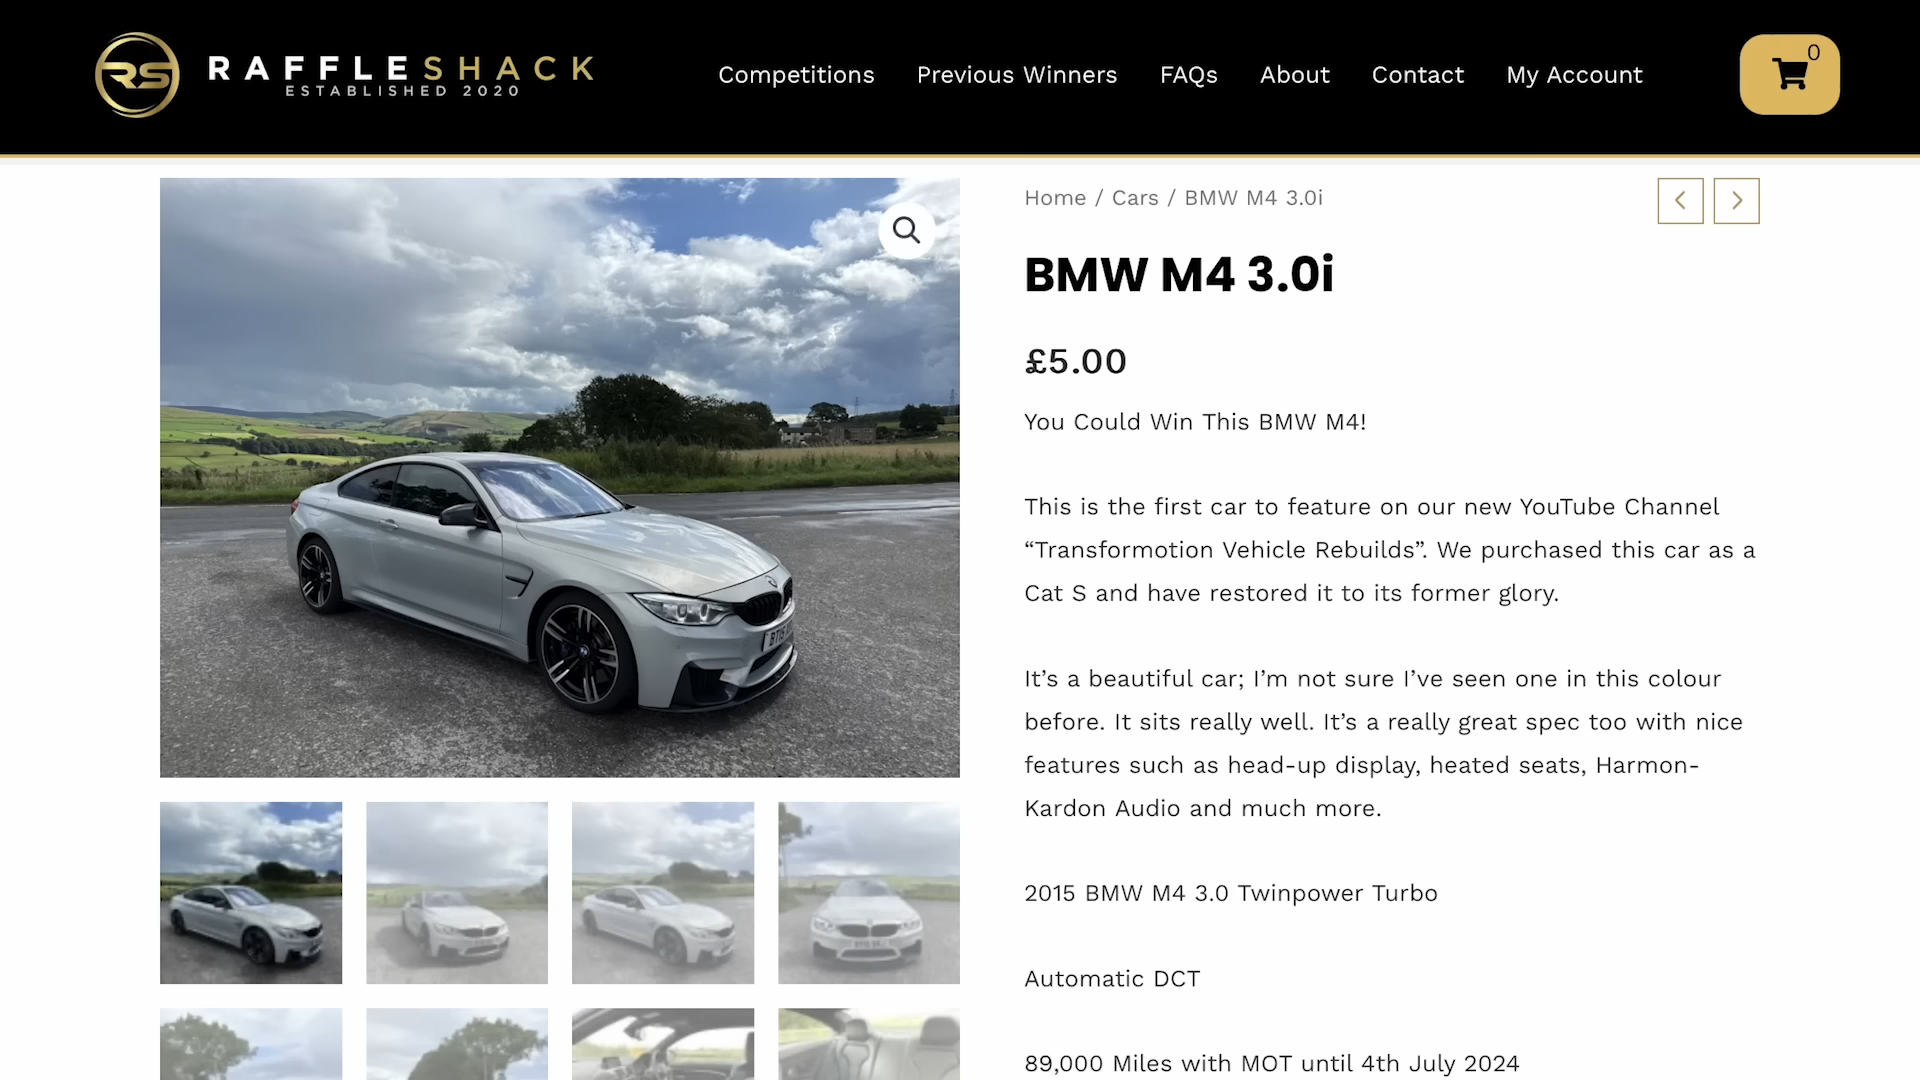 RS
RAFFLESHACK
ESTABLISHED 2020
Competitions
Previous Winners
FAQs
About
Contact
My Account
0
Home / Cars / BMW M4 3.0i
BMW M4 3.0i
£5.00
You Could Win This BMW M4!
This is the first car to feature on our new YouTube Channel
“Transformotion Vehicle Rebuilds”. We purchased this car as a
Cat S and have restored it to its former glory.
It’s a beautiful car; I’m not sure I’ve seen one in this colour
before. It sits really well. It’s a really great spec too with nice
features such as head-up display, heated seats, Harmon-
Kardon Audio and much more.
2015 BMW M4 3.0 Twinpower Turbo
Automatic DCT
89,000 Miles with MOT until 4th July 2024